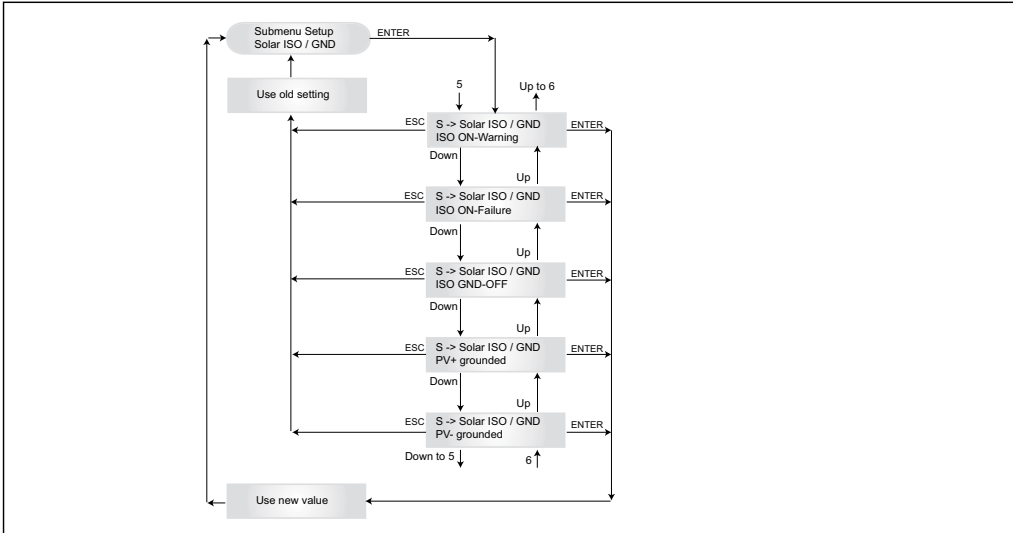 Submenu Setup
Solar ISO / GND
ENTER
Use old setting
5
Up to 6
ESC
S -> Solar ISO / GND
ISO ON-Warning
ENTER
Down
Up
ESC
S -> Solar ISO / GND
ISO ON-Failure
ENTER
Down
Up
ESC
S -> Solar ISO / GND
ISO GND-OFF
ENTER
Down
Up
ESC
S -> Solar ISO / GND
PV+ grounded
ENTER
Down
Up
ESC
S -> Solar ISO / GND
PV- grounded
ENTER
Down to 5
6
Use new value